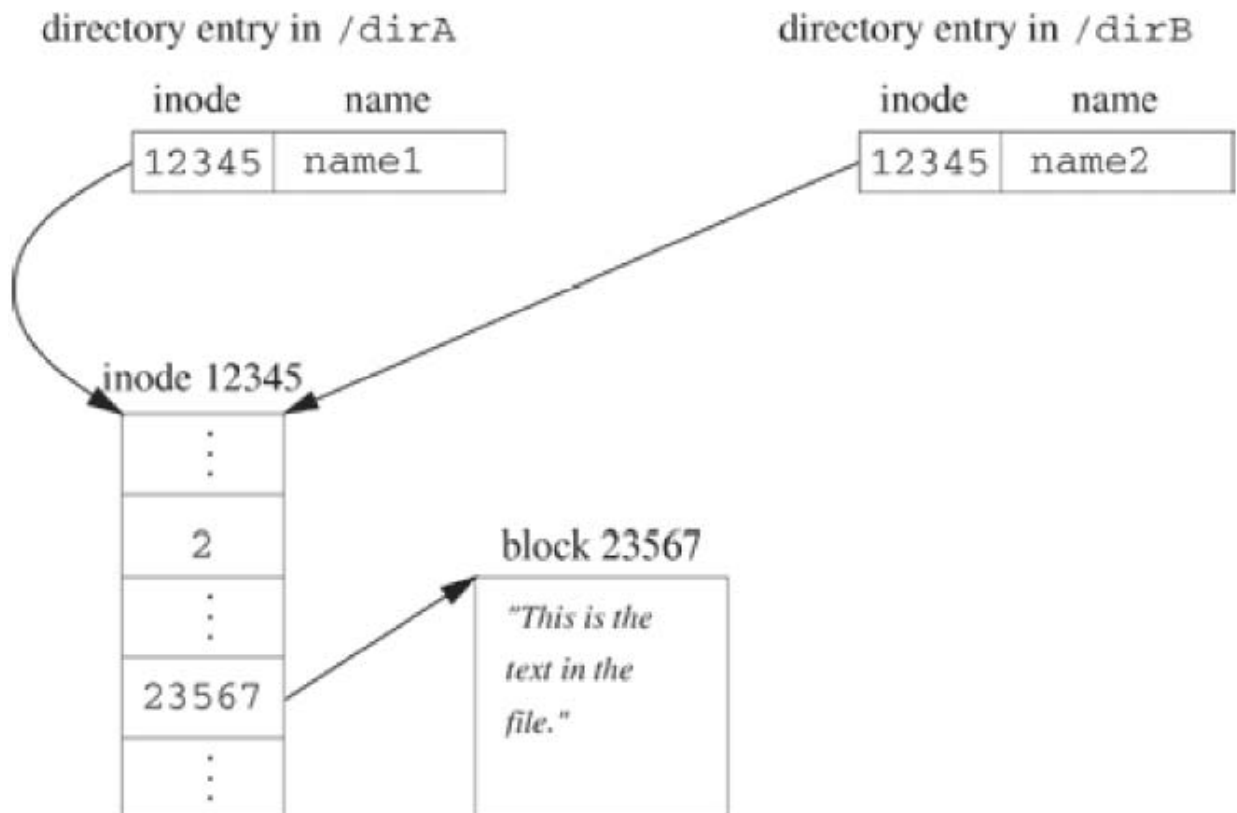 directory entry in /dirA
directory entry in /dirB
inode name
inode name
12345 name1
12345 name2
inode 12345
2
block 23567
"This is the
text in the
file."
23567